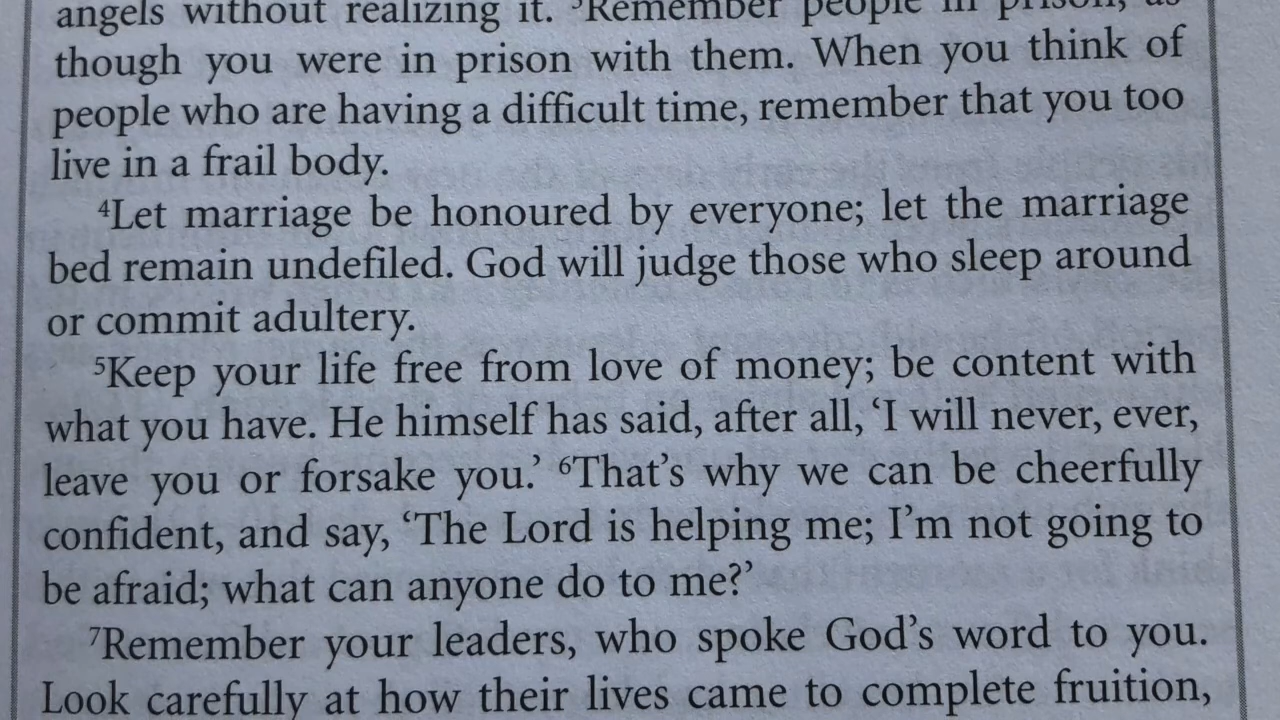 angels without realizing it. ³Remember people in prison, as
though you were in prison with them. When you think of
people who are having a difficult time, remember that you too
live in a frail body.
⁴Let marriage be honoured by everyone; let the marriage
bed remain undefiled. God will judge those who sleep around
or commit adultery.
⁵Keep your life free from love of money; be content with
what you have. He himself has said, after all, ‘I will never, ever,
leave you or forsake you.’ ⁶That’s why we can be cheerfully
confident, and say, ‘The Lord is helping me; I’m not going to
be afraid; what can anyone do to me?’
⁷Remember your leaders, who spoke God’s word to you.
Look carefully at how their lives came to complete fruition,